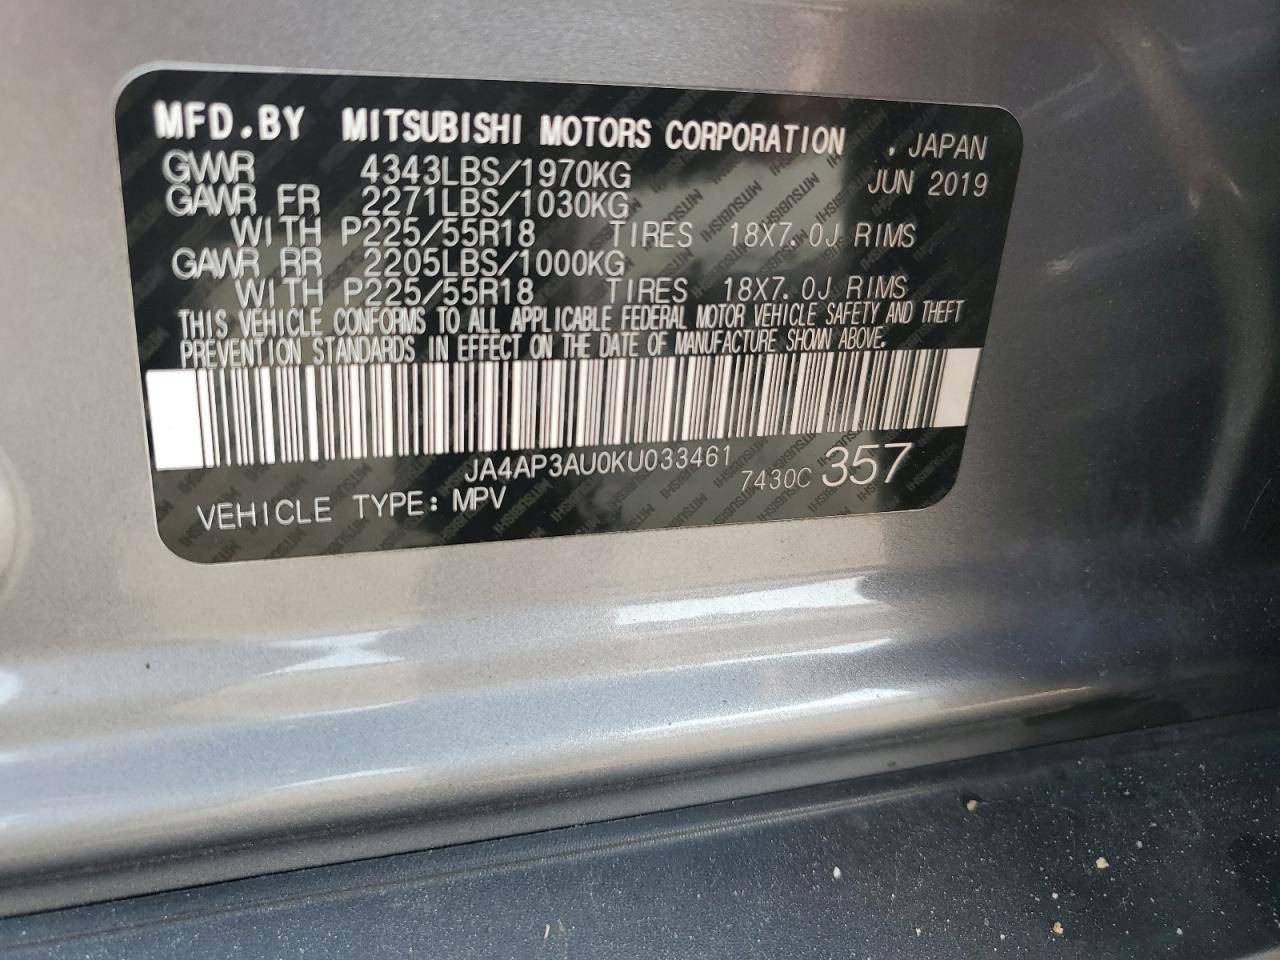 MFD.BY MITSUBISHI MOTORS CORPORATION , JAPAN
GVWR 4343LBS/1970KG JUN 2019
GAWR FR 2271LBS/1030KG
WITH P225/55R18 TIRES 18X7.0J RIMS
GAWR RR 2205LBS/1000KG
WITH P225/55R18 TIRES 18X7.0J RIMS
THIS VEHICLE CONFORMS TO ALL APPLICABLE FEDERAL MOTOR VEHICLE SAFETY AND THEFT
PREVENTION STANDARDS IN EFFECT ON THE DATE OF MANUFACTURE SHOWN ABOVE.
JA4AP3AU0KU033461 7430C 357
VEHICLE TYPE: MPV